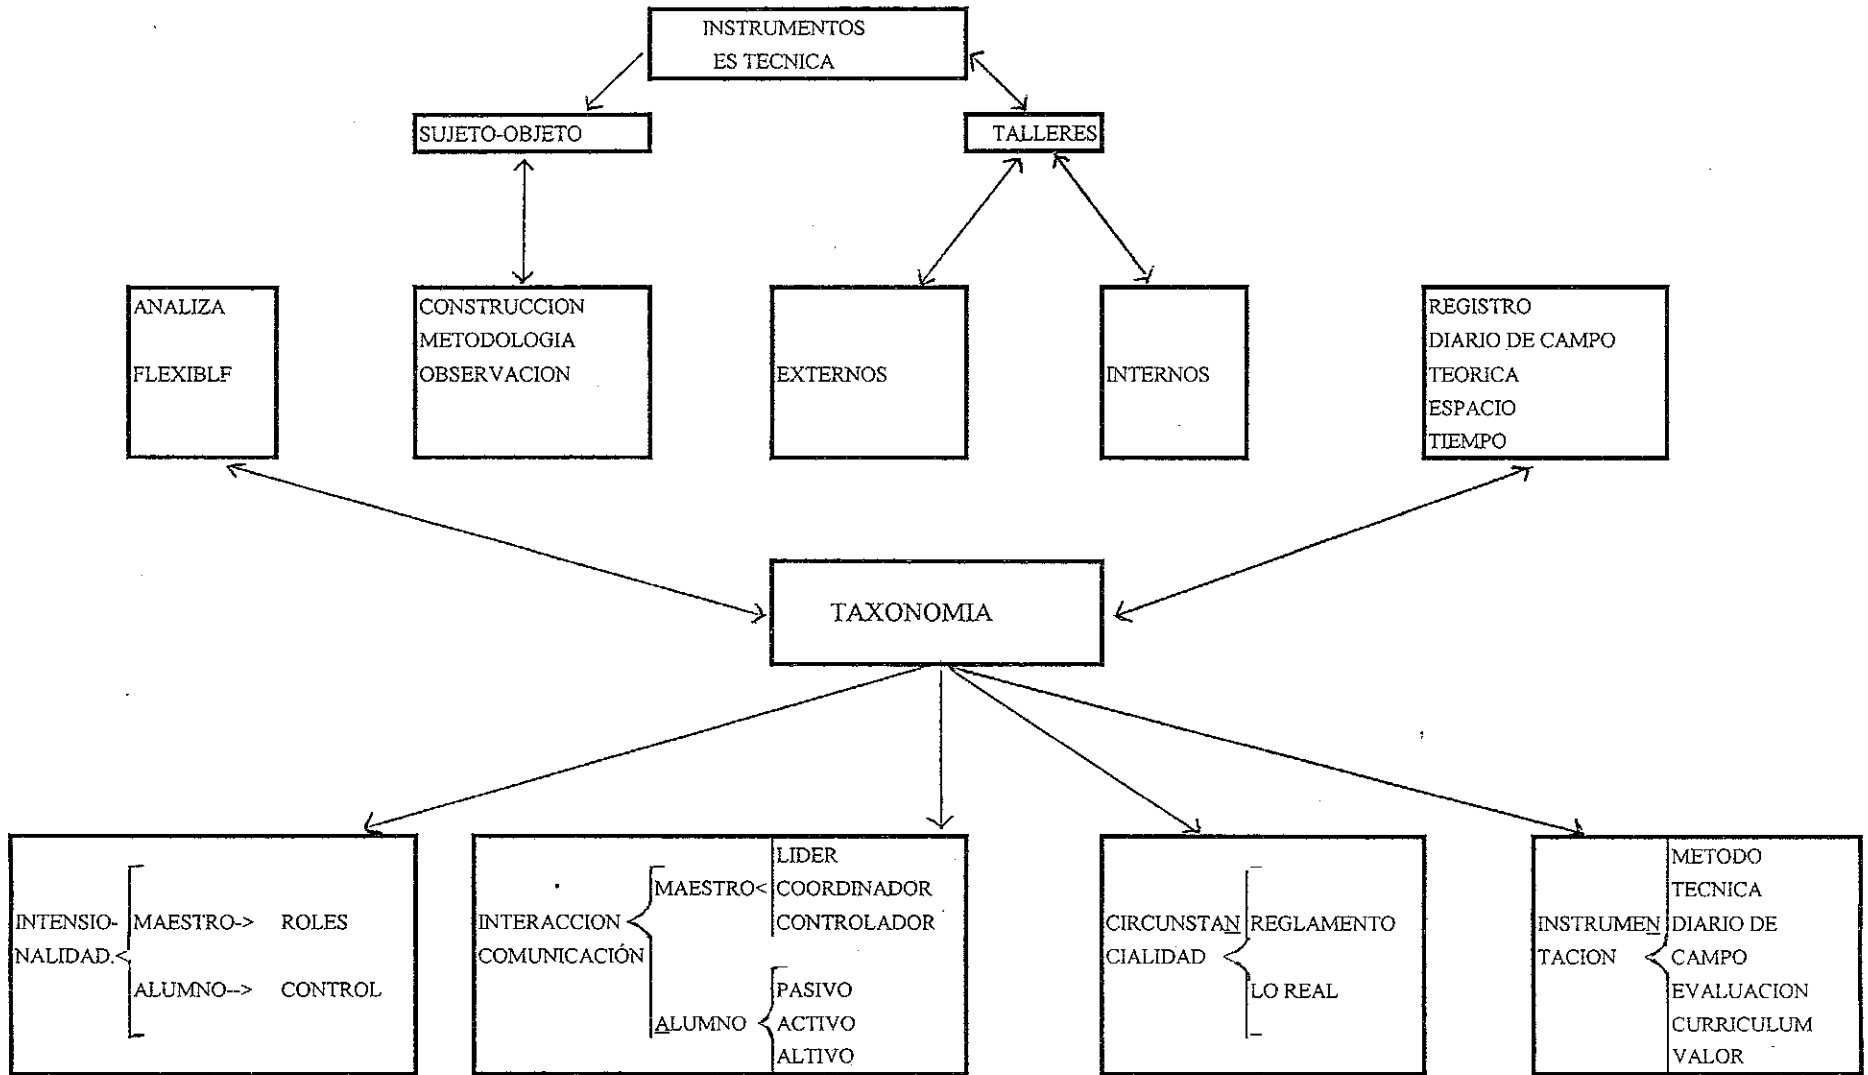 INSTRUMENTOS
ES TECNICA
SUJETO-OBJETO
TALLERES
ANALIZA
FLEXIBLE
CONSTRUCCION
METODOLOGIA
OBSERVACION
EXTERNOS
INTERNOS
REGISTRO
DIARIO DE CAMPO
TEORICA
ESPACIO
TIEMPO
TAXONOMIA
INTENSIO-
NALIDAD.<
MAESTRO-> ROLES
ALUMNO--> CONTROL
INTERACCION
COMUNICACIÓN
MAESTRO<
LIDER
COORDINADOR
CONTROLADOR
ALUMNO
PASIVO
ACTIVO
ALTIVO
CIRCUNSTAN
CIALIDAD
REGLAMENTO
LO REAL
INSTRUMEN
TACION
METODO
TECNICA
DIARIO DE
CAMPO
EVALUACION
CURRICULUM
VALOR